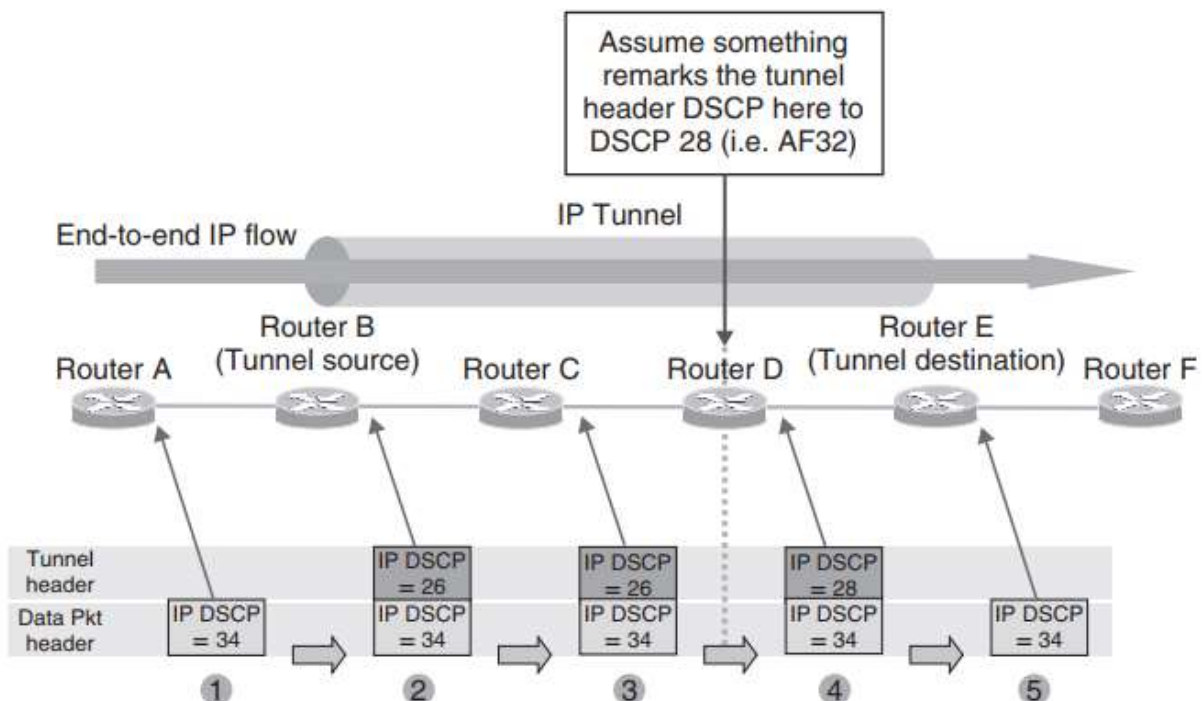 Assume something
remarks the tunnel
header DSCP here to
DSCP 28 (i.e. AF32)
IP Tunnel
End-to-end IP flow
Router B
(Tunnel source)
Router E
(Tunnel destination)
Router A
Router C
Router D
Router F
Tunnel
header
IP DSCP
= 26
IP DSCP
= 26
IP DSCP
= 28
Data Pkt
header
IP DSCP
= 34
IP DSCP
= 34
IP DSCP
= 34
IP DSCP
= 34
IP DSCP
= 34
1
2
3
4
5